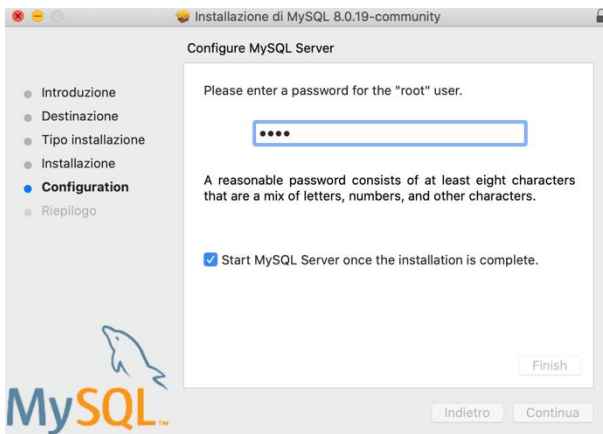 Installazione di MySQL 8.0.19-community
Configure MySQL Server
Introduzione
Destinazione
Tipo installazione
Installazione
Configuration
Riepilogo
Please enter a password for the "root" user.
••••
A reasonable password consists of at least eight characters
that are a mix of letters, numbers, and other characters.
Start MySQL Server once the installation is complete.
Finish
MySQL™
Indietro
Continua